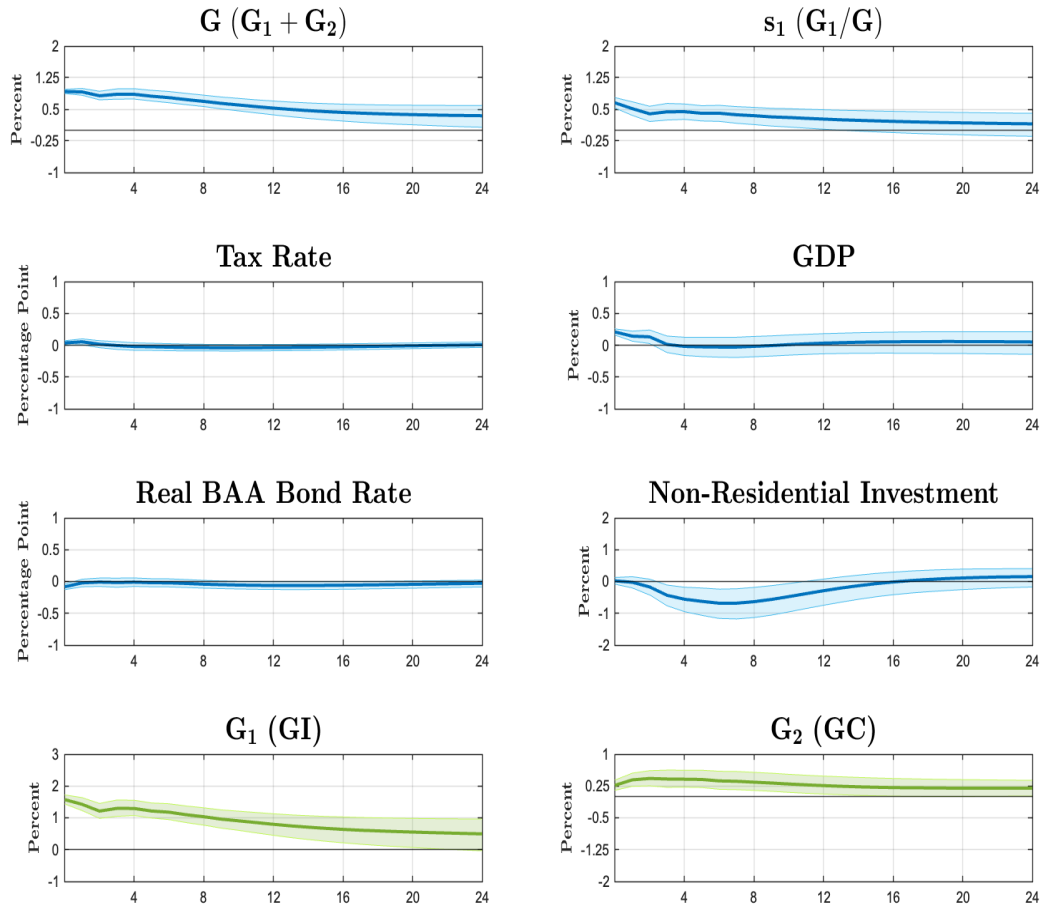 G (G₁ + G₂)
s₁ (G₁/G)
Percent
2
1.25
0.5
-0.25
-1
4 8 12 16 20 24
Percent
2
1.25
0.5
-0.25
-1
4 8 12 16 20 24
Tax Rate
GDP
Percentage Point
1
0.5
0
-0.5
-1
4 8 12 16 20 24
Percent
1
0.5
0
-0.5
-1
4 8 12 16 20 24
Real BAA Bond Rate
Non-Residential Investment
Percentage Point
1
0.5
0
-0.5
-1
4 8 12 16 20 24
Percent
2
1
0
-1
-2
4 8 12 16 20 24
G₁ (GI)
G₂ (GC)
Percent
3
2
1
0
-1
4 8 12 16 20 24
Percent
1
0.25
-0.5
-1.25
-2
4 8 12 16 20 24